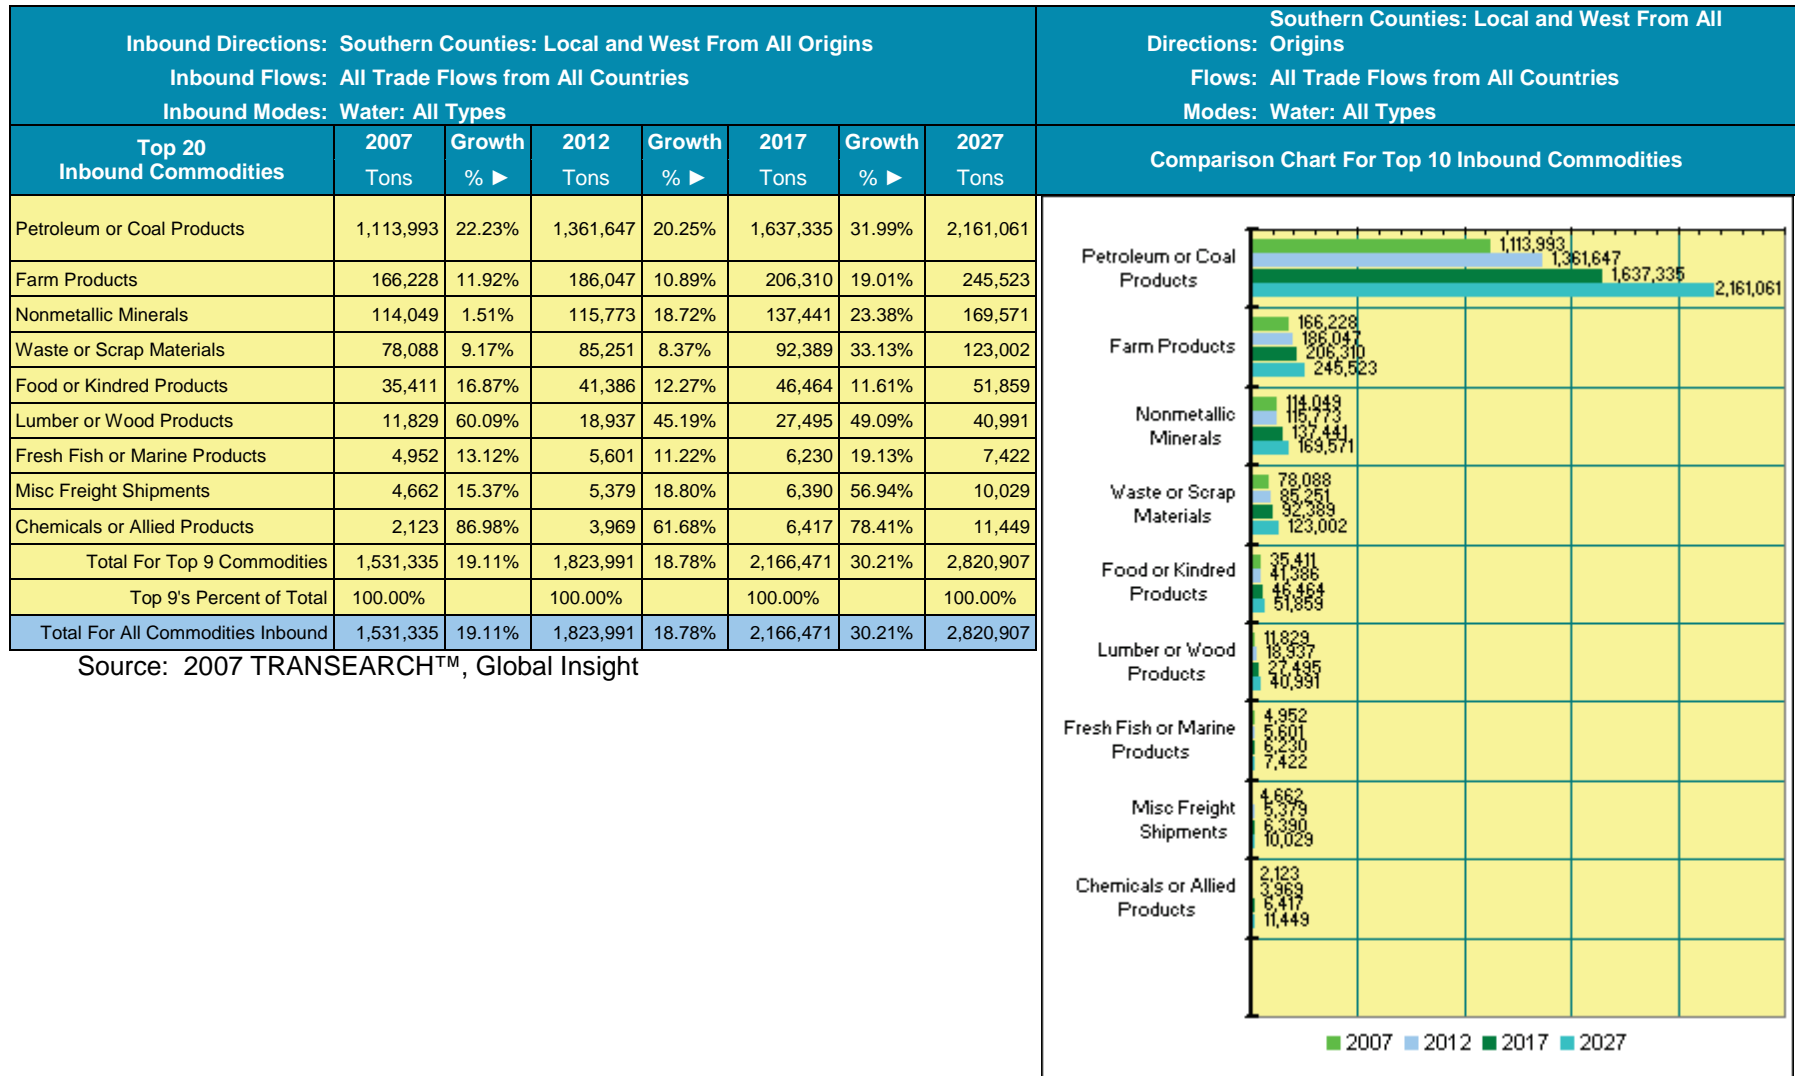 Inbound Directions: Southern Counties: Local and West From All Origins
Inbound Flows: All Trade Flows from All Countries
Inbound Modes: Water: All Types
Top 20 Inbound Commodities 2007 Tons Growth % ► 2012 Tons Growth % ► 2017 Tons Growth % ► 2027 Tons
Petroleum or Coal Products 1,113,993 22.23% 1,361,647 20.25% 1,637,335 31.99% 2,161,061
Farm Products 166,228 11.92% 186,047 10.89% 206,310 19.01% 245,523
Nonmetallic Minerals 114,049 1.51% 115,773 18.72% 137,441 23.38% 169,571
Waste or Scrap Materials 78,088 9.17% 85,251 8.37% 92,389 33.13% 123,002
Food or Kindred Products 35,411 16.87% 41,386 12.27% 46,464 11.61% 51,859
Lumber or Wood Products 11,829 60.09% 18,937 45.19% 27,495 49.09% 40,991
Fresh Fish or Marine Products 4,952 13.12% 5,601 11.22% 6,230 19.13% 7,422
Misc Freight Shipments 4,662 15.37% 5,379 18.80% 6,390 56.94% 10,029
Chemicals or Allied Products 2,123 86.98% 3,969 61.68% 6,417 78.41% 11,449
Total For Top 9 Commodities 1,531,335 19.11% 1,823,991 18.78% 2,166,471 30.21% 2,820,907
Top 9's Percent of Total 100.00% 100.00% 100.00% 100.00%
Total For All Commodities Inbound 1,531,335 19.11% 1,823,991 18.78% 2,166,471 30.21% 2,820,907
Source: 2007 TRANSEARCH™, Global Insight
Southern Counties: Local and West From All
Directions: Origins
Flows: All Trade Flows from All Countries
Modes: Water: All Types
Comparison Chart For Top 10 Inbound Commodities
Petroleum or Coal
Products
1,113,993
1,361,647
1,637,335
2,161,061
Farm Products
166,228
186,047
206,310
245,523
Nonmetallic
Minerals
114,049
115,773
137,441
169,571
Waste or Scrap
Materials
78,088
85,251
92,389
123,002
Food or Kindred
Products
35,411
41,386
46,464
51,859
Lumber or Wood
Products
11,829
18,937
27,495
40,991
Fresh Fish or Marine
Products
4,952
5,601
6,230
7,422
Misc Freight
Shipments
4,662
5,379
6,390
10,029
Chemicals or Allied
Products
2,123
3,969
6,417
11,449
2007 2012 2017 2027